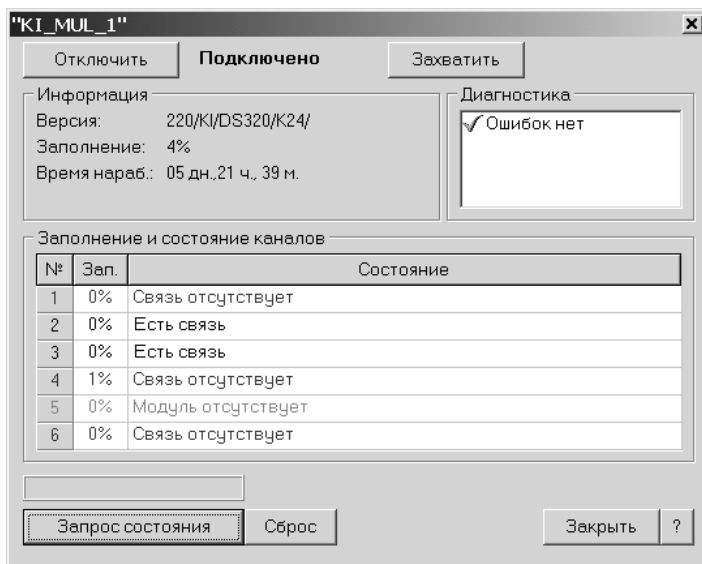 "KI_MUL_1"
Отключить Подключено Захватить
Информация
Версия: 220/KI/DS320/K24/
Заполнение: 4%
Время нараб.: 05 дн.,21 ч., 39 м.
Диагностика
Ошибок нет
Заполнение и состояние каналов
№ Зап. Состояние
1 0% Связь отсутствует
2 0% Есть связь
3 0% Есть связь
4 1% Связь отсутствует
5 0% Модуль отсутствует
6 0% Связь отсутствует
Запрос состояния Сброс Закрыть ?